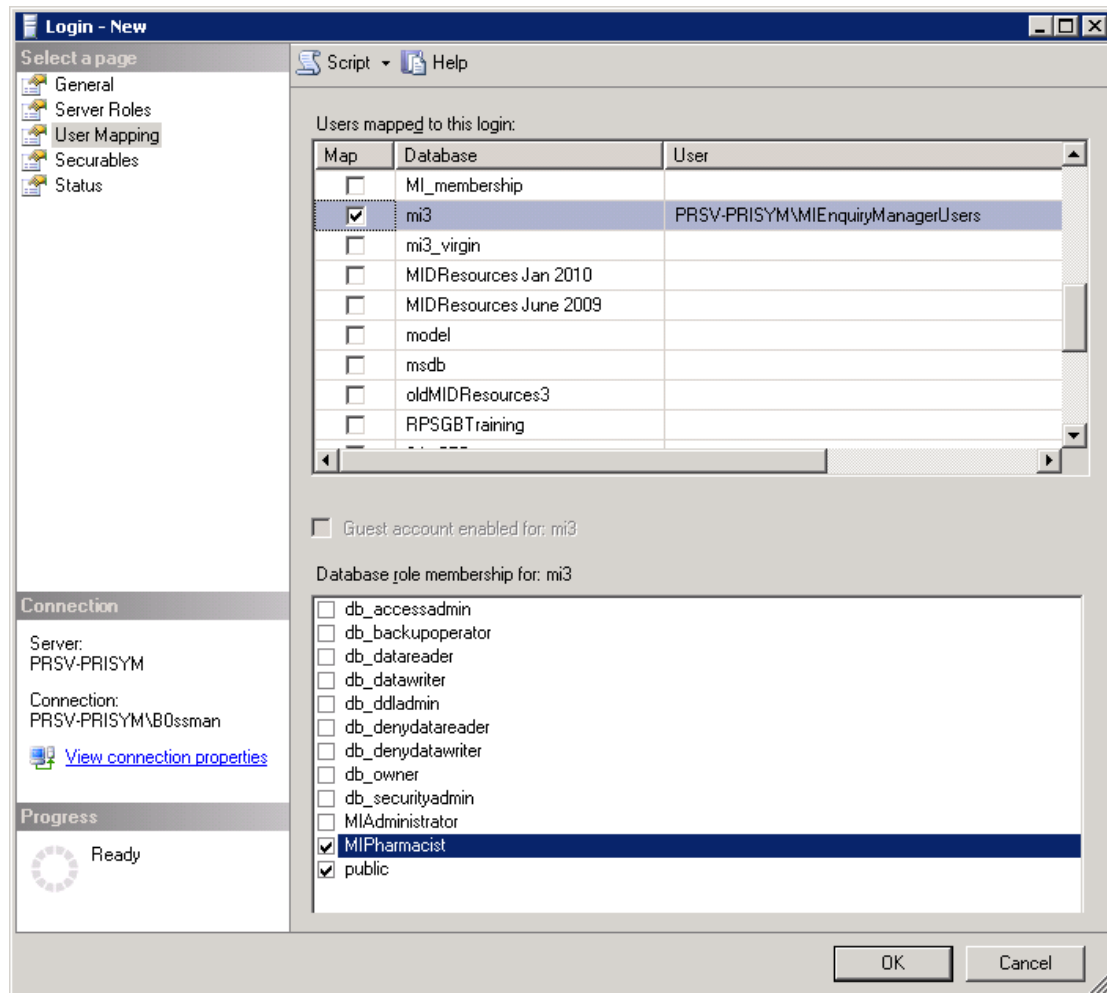 Login - New
Select a page
General
Server Roles
User Mapping
Securables
Status
Script Help
Users mapped to this login:
Map Database User
MI_membership
mi3 PRSV-PRISYM\MIEnquiryManagerUsers
mi3_virgin
MIDResources Jan 2010
MIDResources June 2009
model
msdb
oldMIDResources3
RPSGBTraining
Guest account enabled for: mi3
Database role membership for: mi3
db_accessadmin
db_backupoperator
db_datareader
db_datawriter
db_ddladmin
db_denydatareader
db_denydatawriter
db_owner
db_securityadmin
MIAdministrator
MIPharmacist
public
Connection
Server:
PRSV-PRISYM
Connection:
PRSV-PRISYM\B0ssman
View connection properties
Progress
Ready
OK Cancel